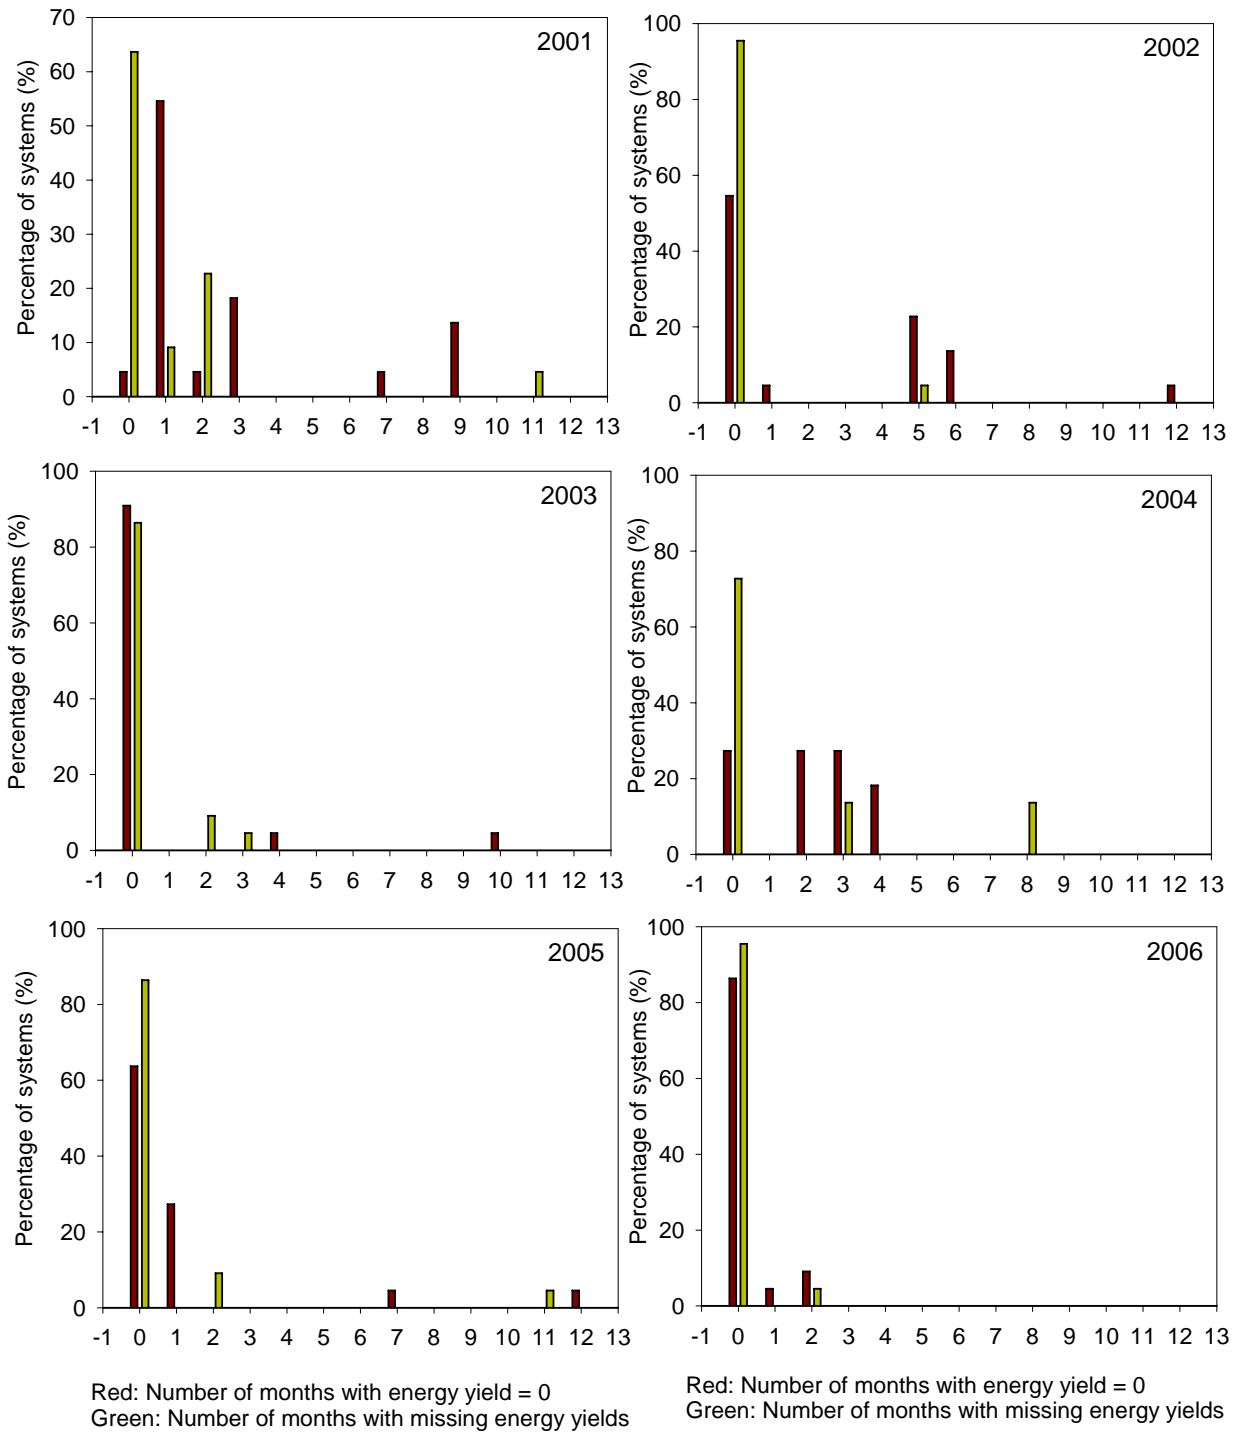 2001
Percentage of systems (%)
70
60
50
40
30
20
10
0
-1 0 1 2 3 4 5 6 7 8 9 10 11 12 13
2002
Percentage of systems (%)
100
80
60
40
20
0
-1 0 1 2 3 4 5 6 7 8 9 10 11 12 13
2003
Percentage of systems (%)
100
80
60
40
20
0
-1 0 1 2 3 4 5 6 7 8 9 10 11 12 13
2004
Percentage of systems (%)
100
80
60
40
20
0
-1 0 1 2 3 4 5 6 7 8 9 10 11 12 13
2005
Percentage of systems (%)
100
80
60
40
20
0
-1 0 1 2 3 4 5 6 7 8 9 10 11 12 13
2006
Percentage of systems (%)
100
80
60
40
20
0
-1 0 1 2 3 4 5 6 7 8 9 10 11 12 13
Red: Number of months with energy yield = 0
Green: Number of months with missing energy yields
Red: Number of months with energy yield = 0
Green: Number of months with missing energy yields